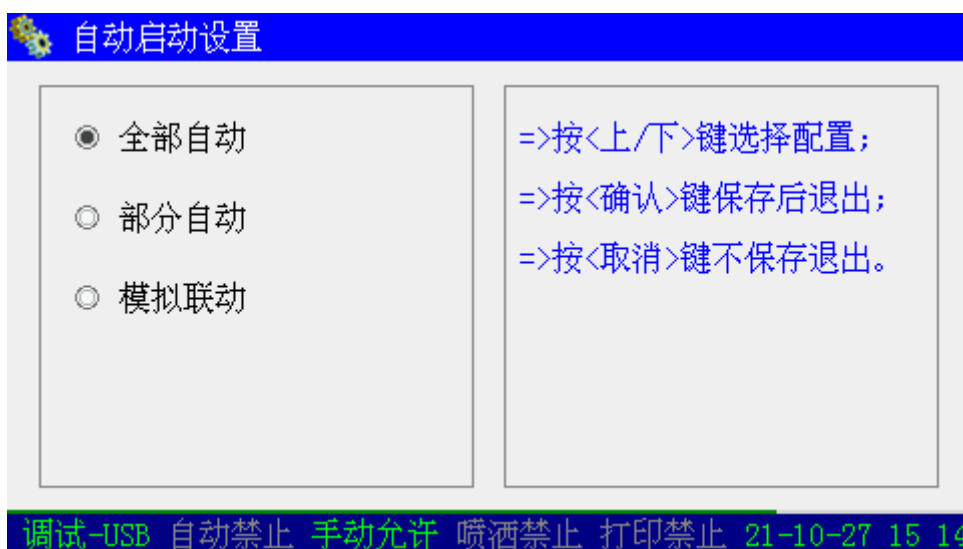 自动启动设置
全部自动
部分自动
模拟联动
=>按<上/下>键选择配置;
=>按<确认>键保存后退出;
=>按<取消>键不保存退出。
调试-USB 自动禁止 手动允许 喷洒禁止 打印禁止 21-10-27 15 14